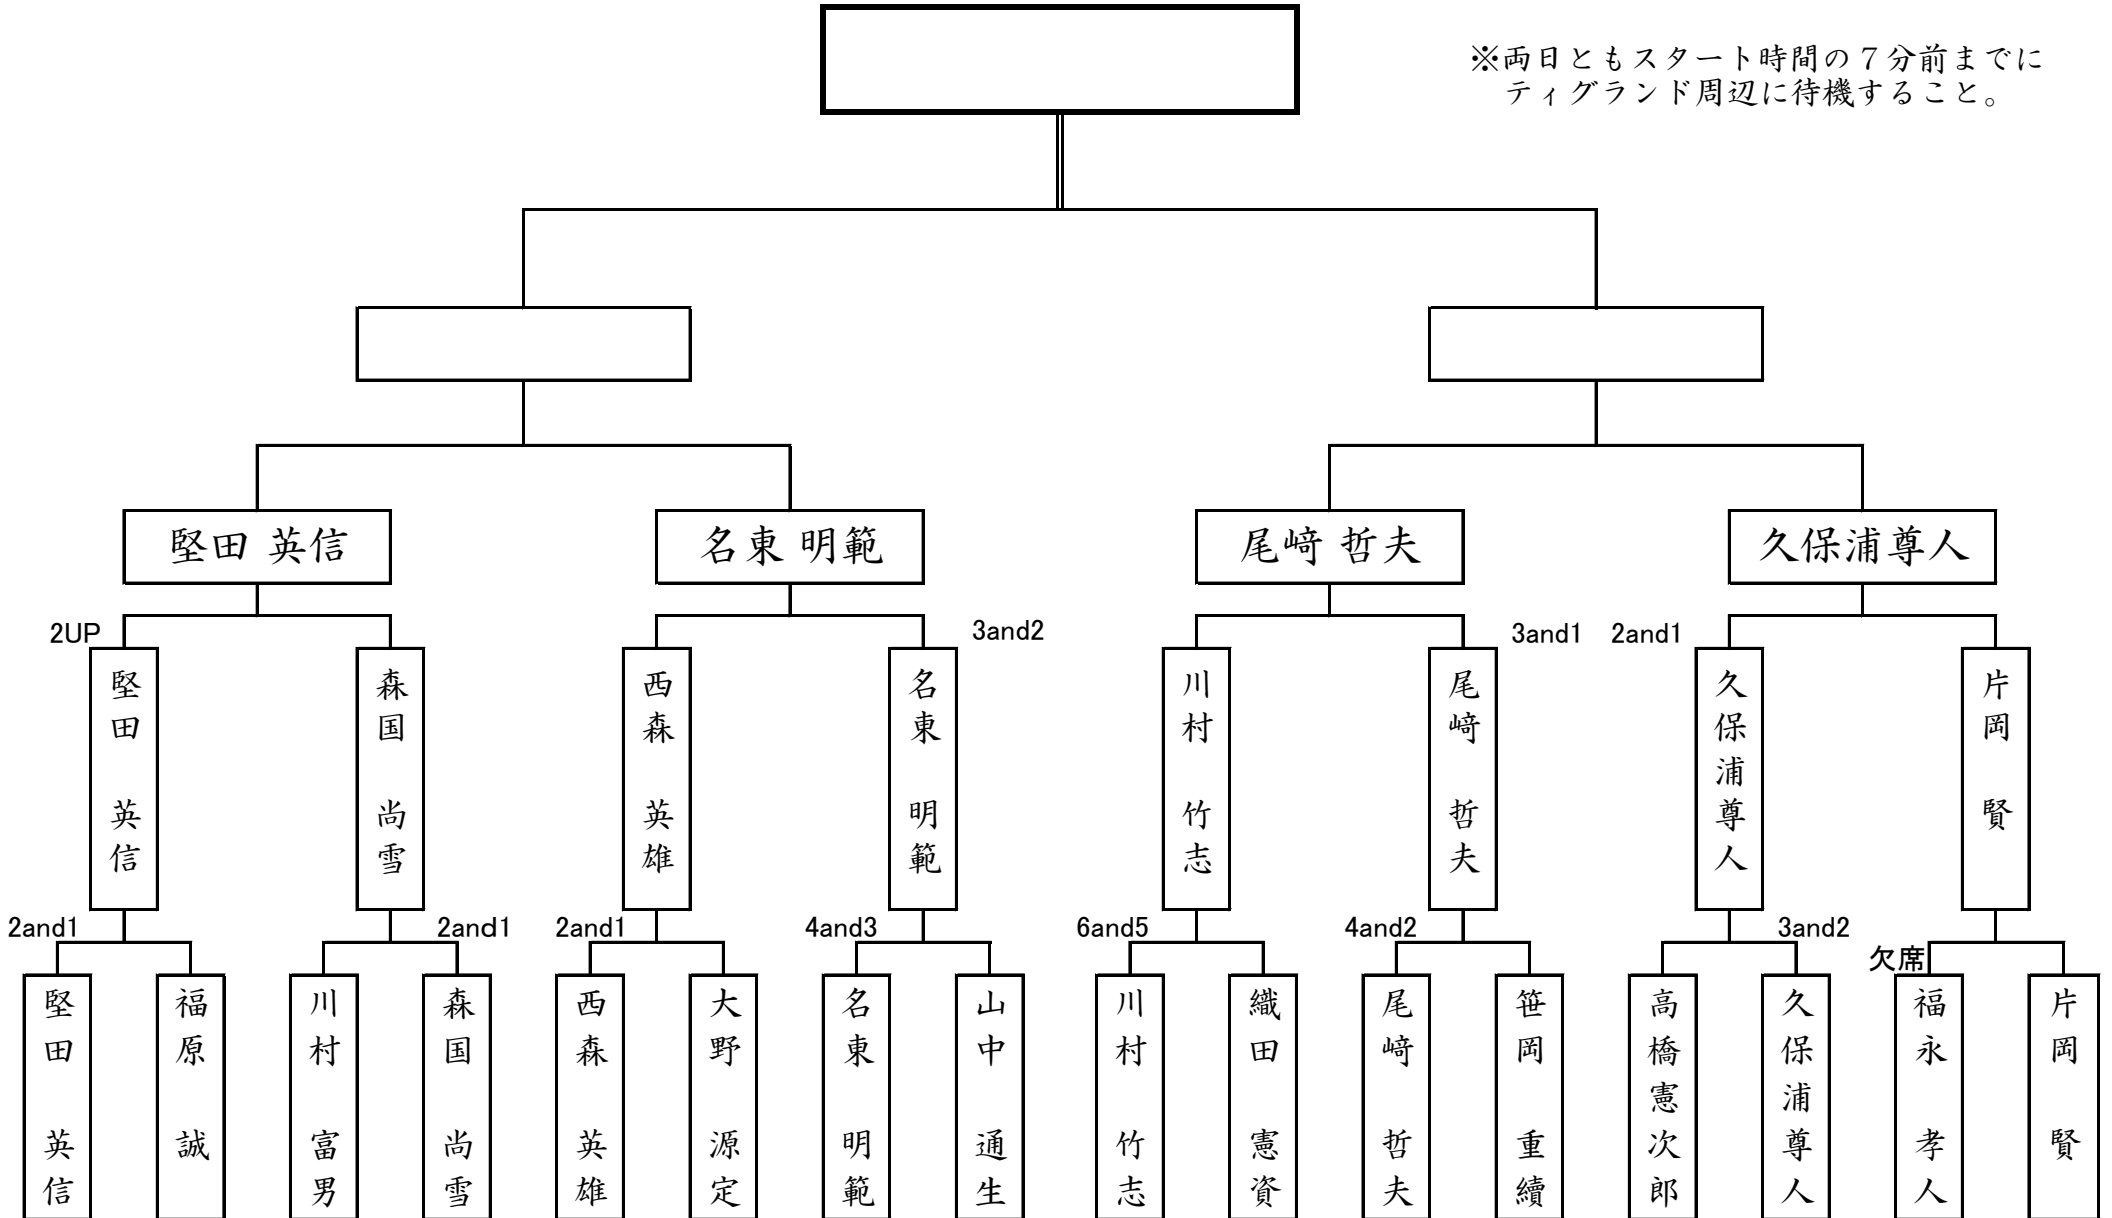 ※両日ともスタート時間の7分前までに
ティグランド周辺に待機すること。
堅田 英信
名東 明範
尾﨑 哲夫
久保浦尊人
2UP
3and2
3and1
2and1
堅田 英信
森国 尚雪
西森 英雄
名東 明範
川村 竹志
尾﨑 哲夫
久保浦尊人
片岡 賢
2and1
2and1
2and1
4and3
6and5
4and2
3and2
欠席
堅田 英信
福原 誠
川村 富男
森国 尚雪
西森 英雄
大野 源定
名東 明範
山中 通生
川村 竹志
織田 憲資
尾﨑 哲夫
笹岡 重續
高橋憲次郎
久保浦尊人
福永 孝人
片岡 賢